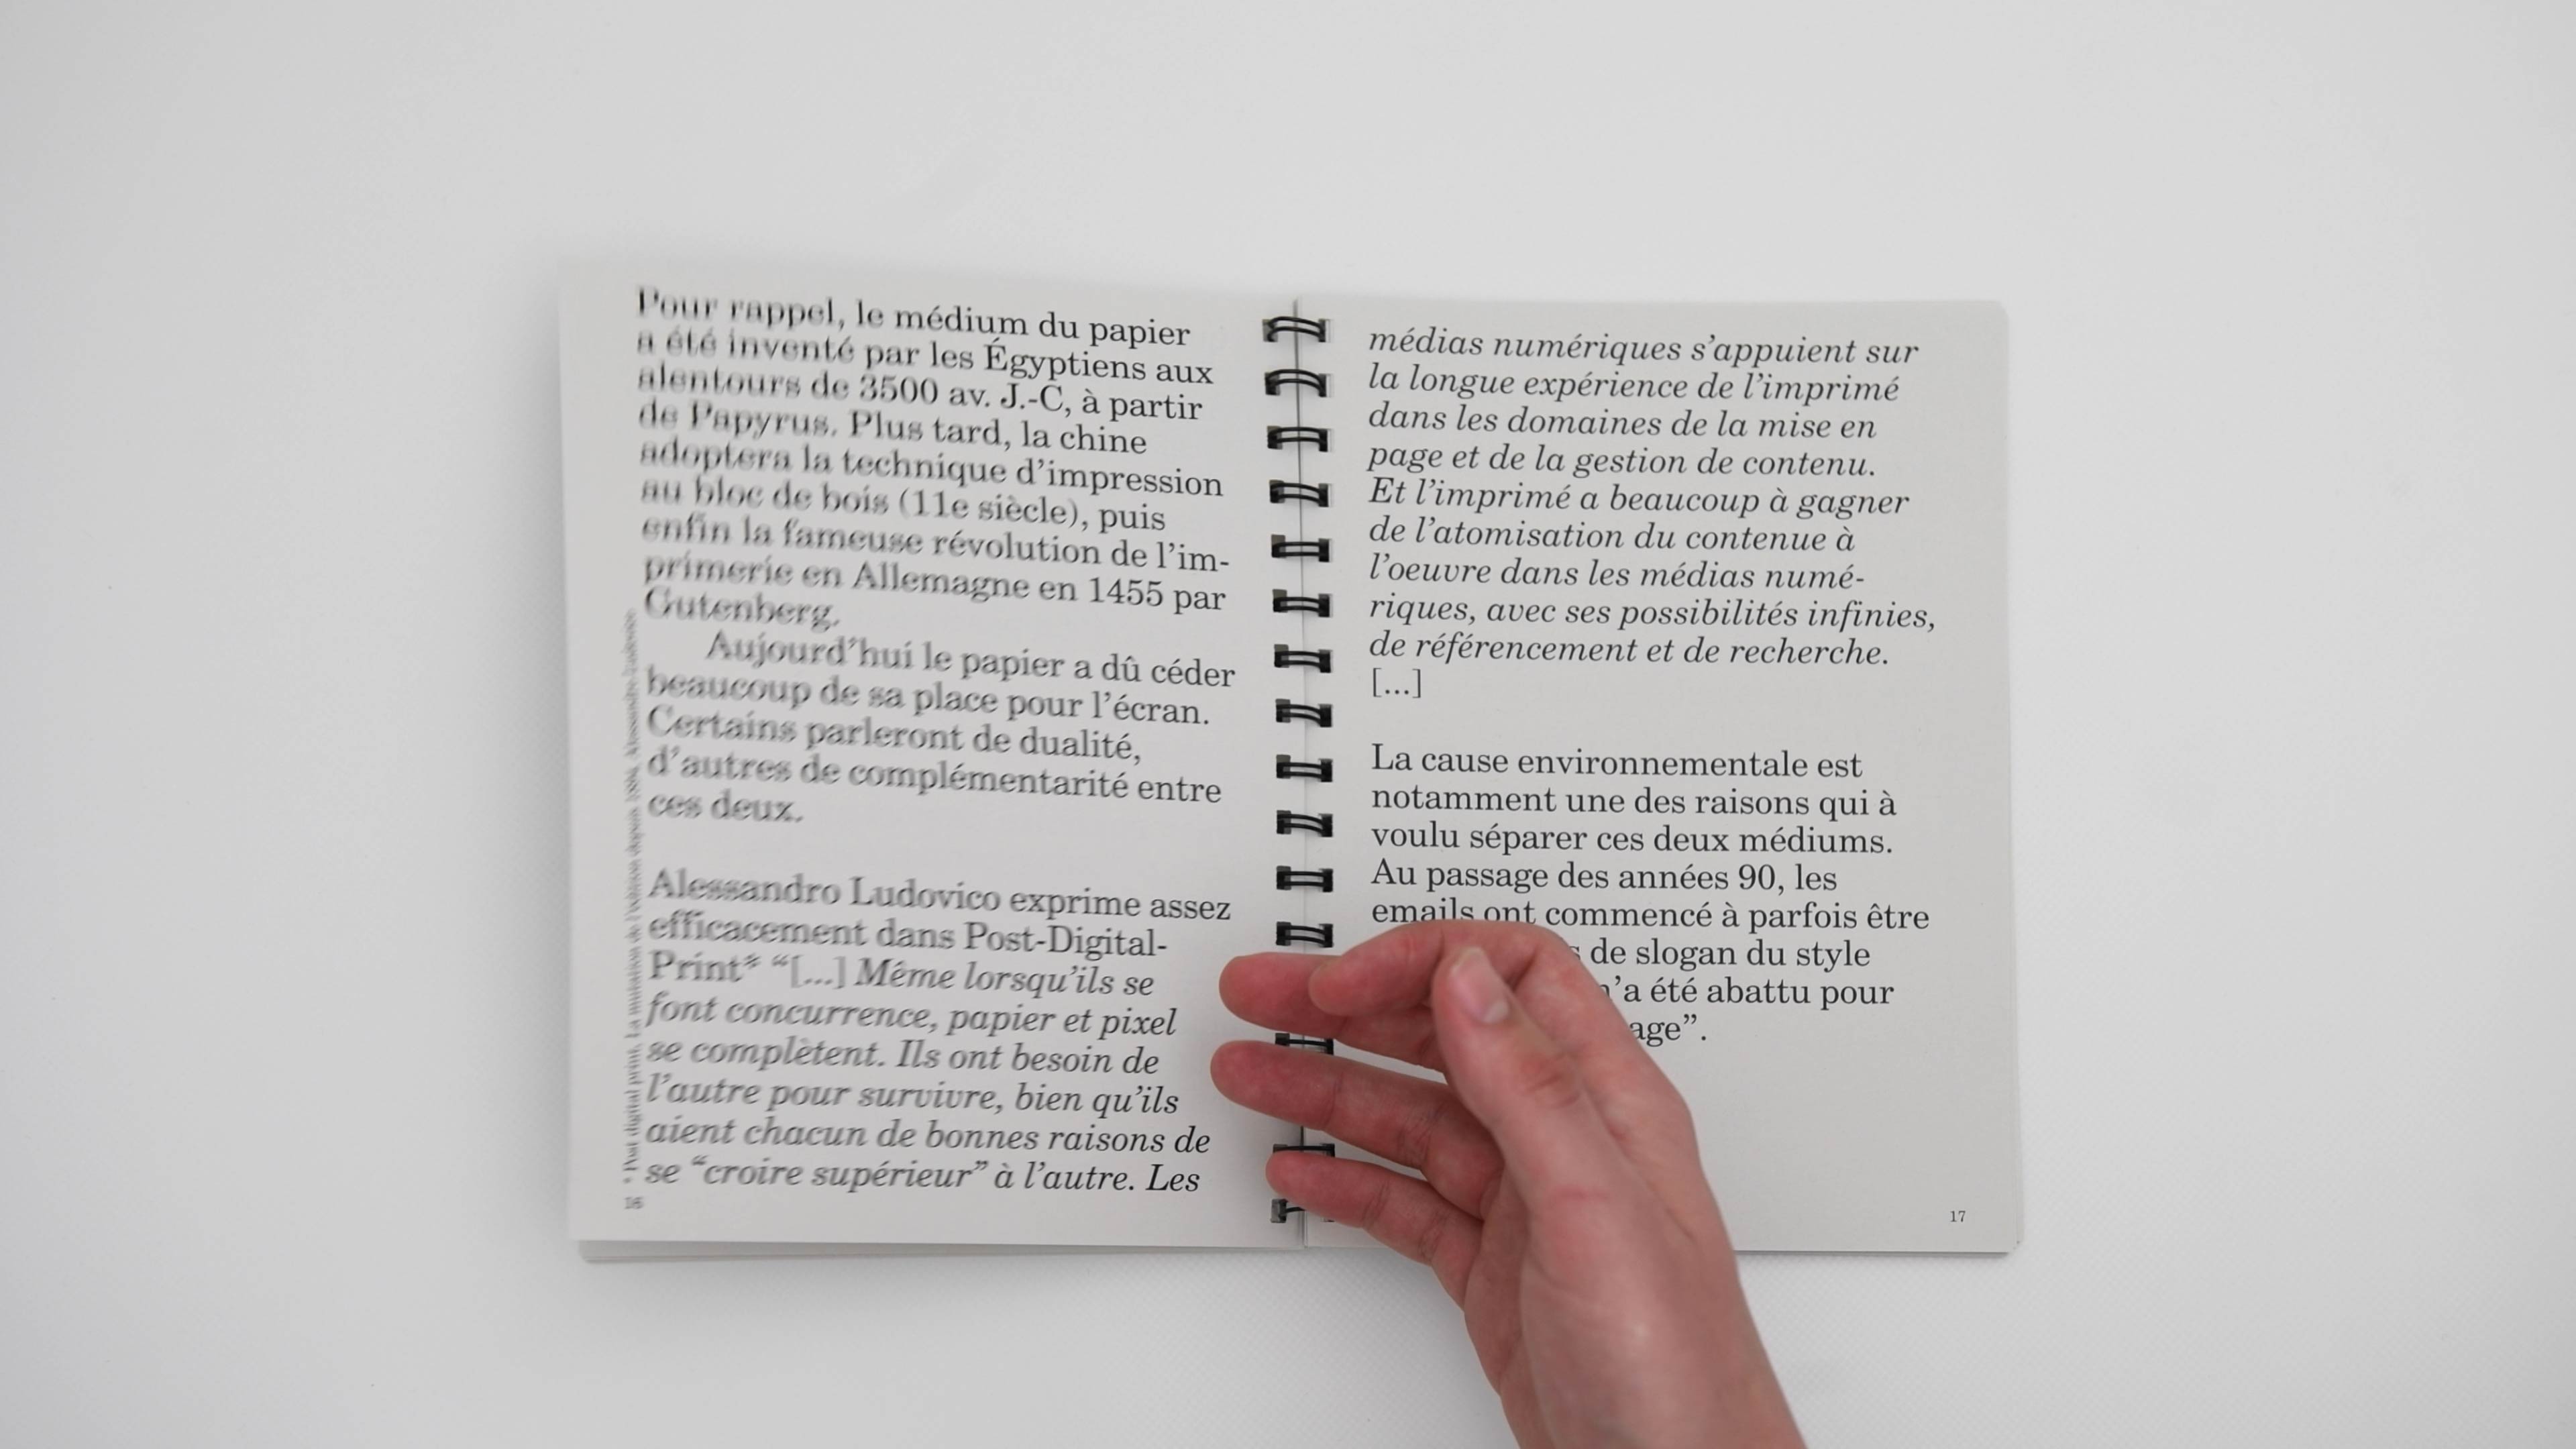 Pour rappel, le médium du papier
a été inventé par les Égyptiens aux
alentours de 3500 av. J.-C, à partir
de Papyrus. Plus tard, la chine
adoptera la technique d’impression
au bloc de bois (11e siècle), puis
enfin la fameuse révolution de l’im-
primerie en Allemagne en 1455 par
Gutenberg.
Aujourd’hui le papier a dû céder
beaucoup de sa place pour l’écran.
Certains parleront de dualité,
d’autres de complémentarité entre
ces deux.
Alessandro Ludovico exprime assez
efficacement dans Post-Digital-
Print* “[...] Même lorsqu’ils se
font concurrence, papier et pixel
se complètent. Ils ont besoin de
l’autre pour survivre, bien qu’ils
aient chacun de bonnes raisons de
se “croire supérieur” à l’autre. Les
* Post digital print, La mutation de l’édition depuis 1894, Alessandro Ludovico
16
médias numériques s’appuient sur
la longue expérience de l’imprimé
dans les domaines de la mise en
page et de la gestion de contenu.
Et l’imprimé a beaucoup à gagner
de l’atomisation du contenue à
l’oeuvre dans les médias numé-
riques, avec ses possibilités infinies,
de référencement et de recherche.
[...]
La cause environnementale est
notamment une des raisons qui à
voulu séparer ces deux médiums.
Au passage des années 90, les
emails ont commencé à parfois être
de slogan du style
n’a été abattu pour
age”.
17